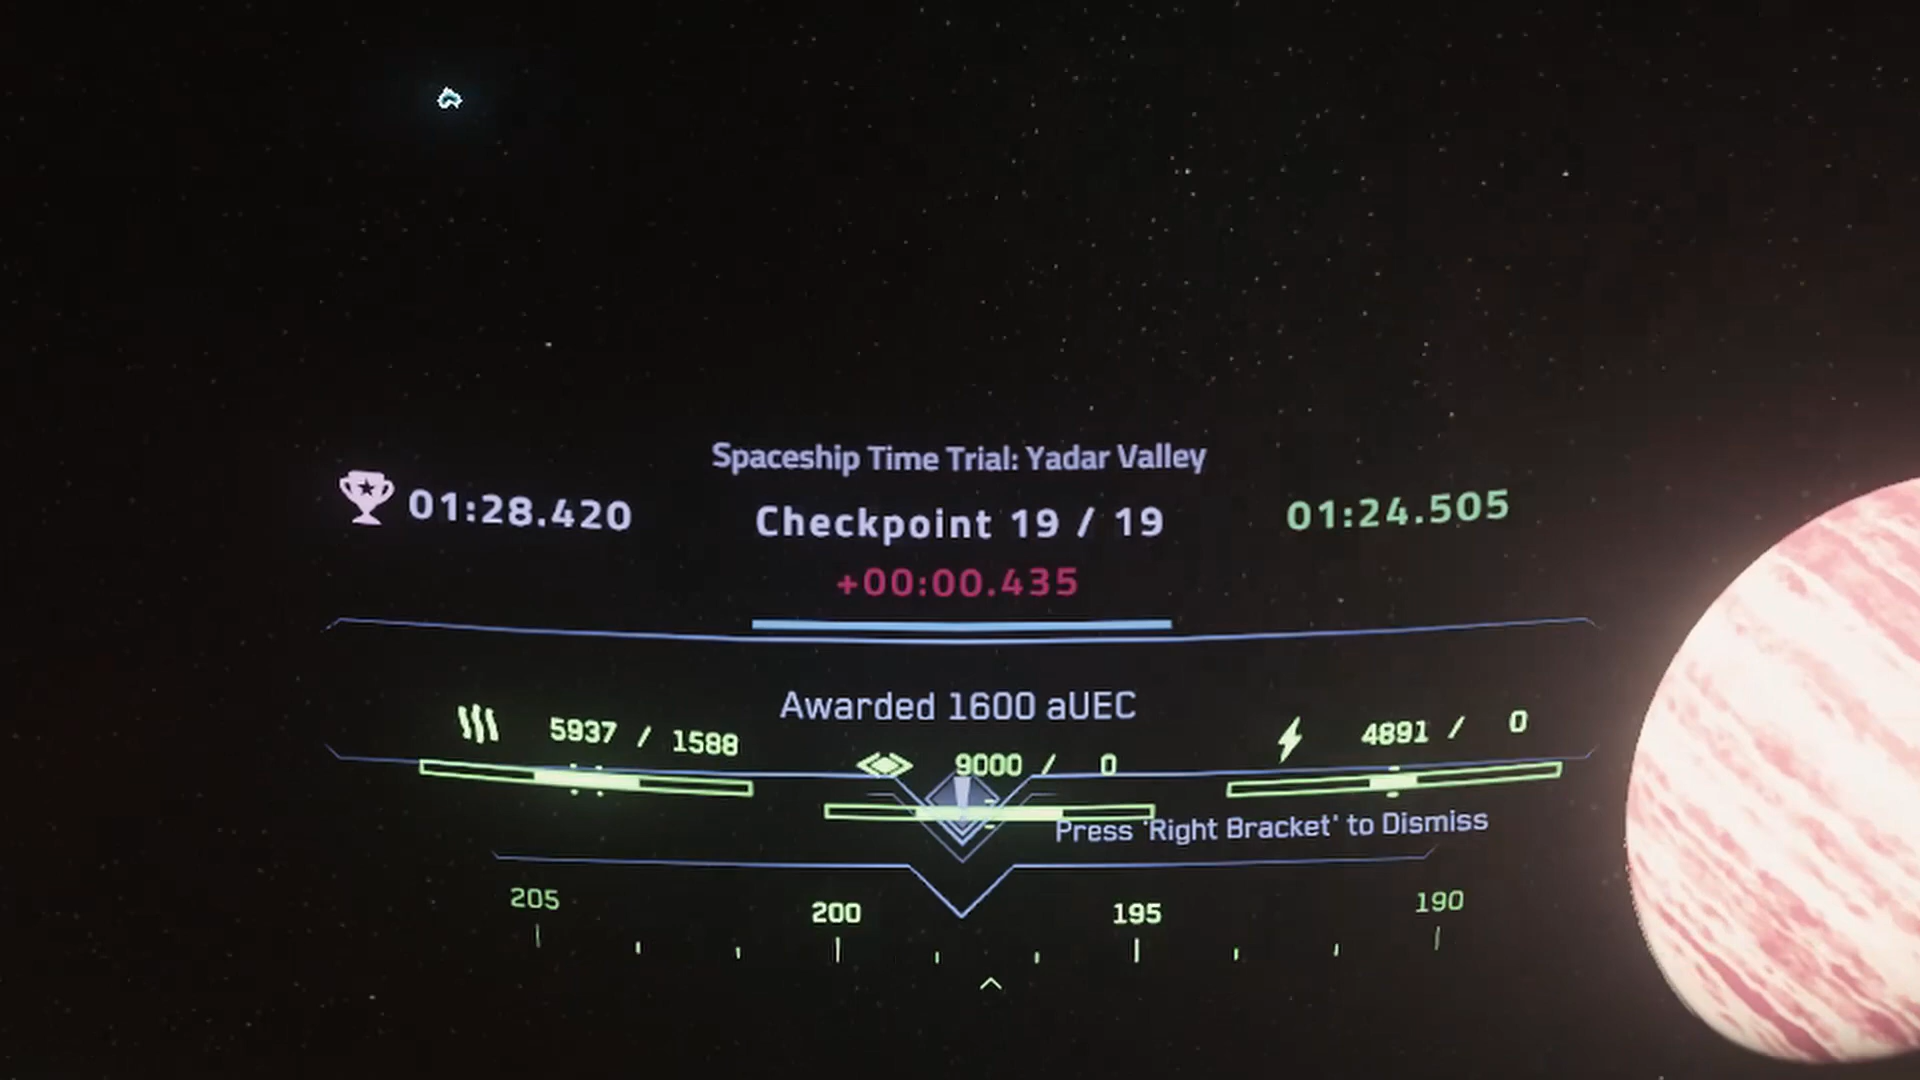 Spaceship Time Trial: Yadar Valley
01:28.420
Checkpoint 19 / 19
01:24.505
+00:00.435
Awarded 1600 aUEC
5937 / 1588
9000 / 0
4891 / 0
Press 'Right Bracket' to Dismiss
205 200 195 190